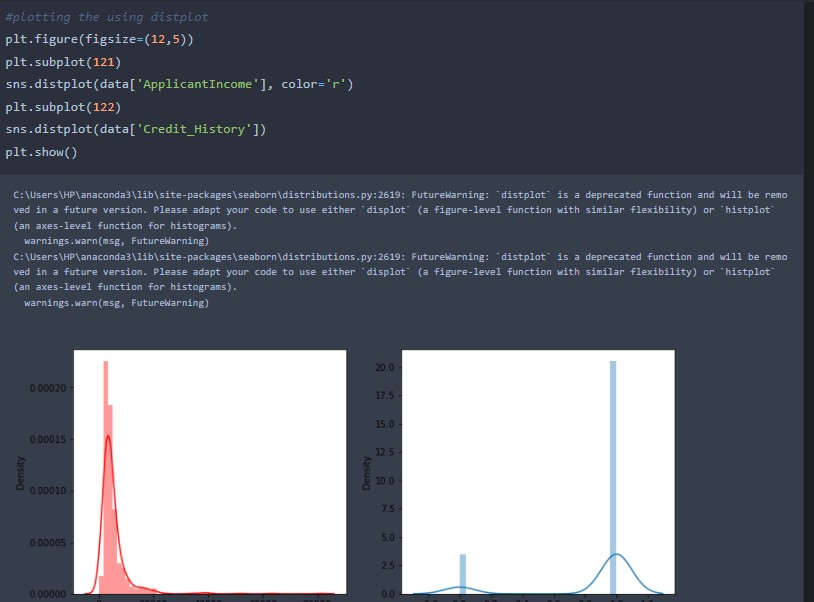 #plotting the using distplot
plt.figure(figsize=(12,5))
plt.subplot(121)
sns.distplot(data['ApplicantIncome'], color='r')
plt.subplot(122)
sns.distplot(data['Credit_History'])
plt.show()
C:\Users\HP\anaconda3\lib\site-packages\seaborn\distributions.py:2619: FutureWarning: `distplot` is a deprecated function and will be remo
ved in a future version. Please adapt your code to use either `displot` (a figure-level function with similar flexibility) or `histplot`
(an axes-level function for histograms).
warnings.warn(msg, FutureWarning)
C:\Users\HP\anaconda3\lib\site-packages\seaborn\distributions.py:2619: FutureWarning: `distplot` is a deprecated function and will be remo
ved in a future version. Please adapt your code to use either `displot` (a figure-level function with similar flexibility) or `histplot`
(an axes-level function for histograms).
warnings.warn(msg, FutureWarning)
Density
0.00020
0.00015
0.00010
0.00005
0.00000
Density
20.0
17.5
15.0
12.5
10.0
7.5
5.0
2.5
0.0